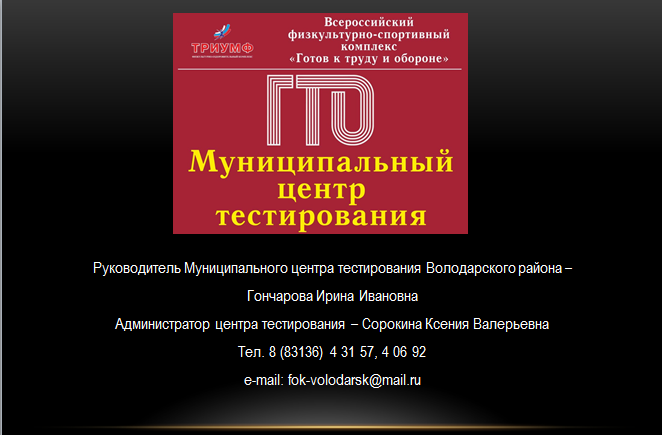 Всероссийский
физкультурно-спортивный
комплекс
«Готов к труду и обороне»
ТРИУМФ
ГТО
Муниципальный
центр
тестирования
Руководитель Муниципального центра тестирования Володарского района –
Гончарова Ирина Ивановна
Администратор центра тестирования – Сорокина Ксения Валерьевна
Тел. 8 (83136) 4 31 57, 4 06 92
e-mail: fok-volodarsk@mail.ru